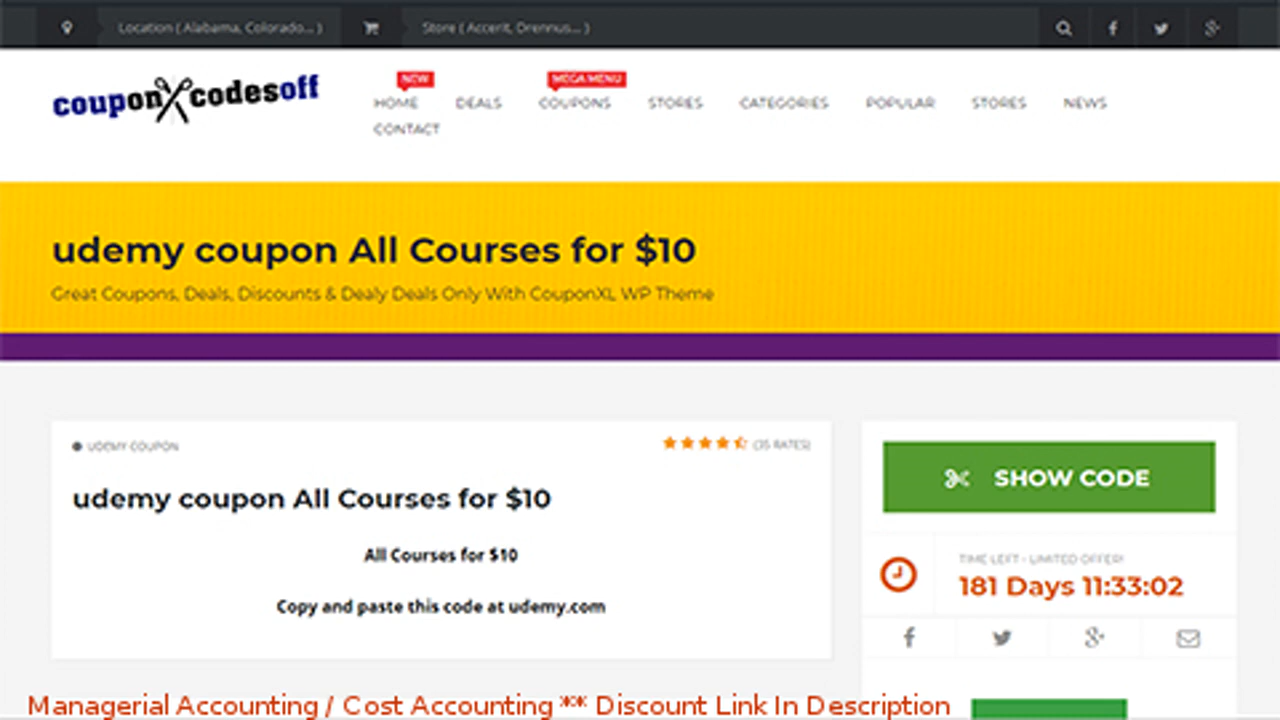 Location ( Alabama, Colorado... ) Store ( Accerit, Drennus... )
couponcodesoff
NEW MEGA MENU
HOME DEALS COUPONS STORES CATEGORIES POPULAR STORES NEWS
CONTACT
udemy coupon All Courses for $10
Great Coupons, Deals, Discounts & Dealy Deals Only With CouponXL WP Theme
UDEMY COUPON (35 RATES)
udemy coupon All Courses for $10
All Courses for $10
Copy and paste this code at udemy.com
SHOW CODE
TIME LEFT - LIMITED OFFER!
181 Days 11:33:02
Managerial Accounting / Cost Accounting ** Discount Link In Description